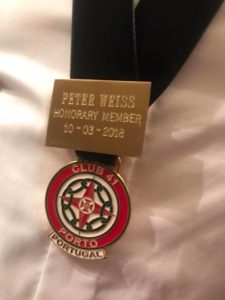 PETER WEISS
HONORARY MEMBER
10-03-2018
CLUB 41
PORTO
PORTUGAL